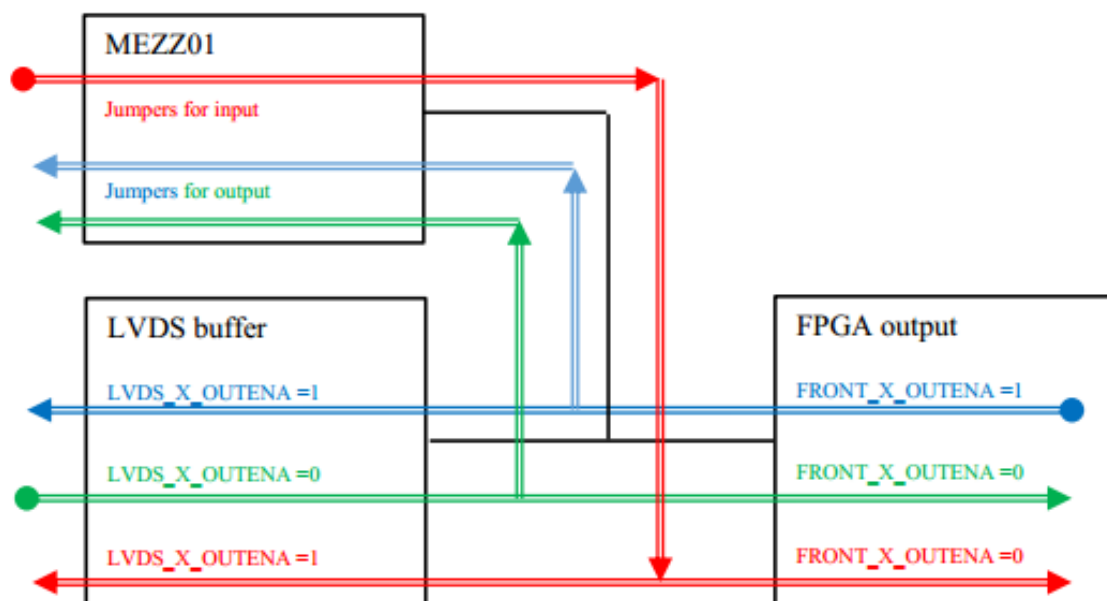 MEZZ01
Jumpers for input
Jumpers for output
LVDS buffer
FPGA output
LVDS_X_OUTENA =1
FRONT_X_OUTENA =1
LVDS_X_OUTENA =0
FRONT_X_OUTENA =0
LVDS_X_OUTENA =1
FRONT_X_OUTENA =0